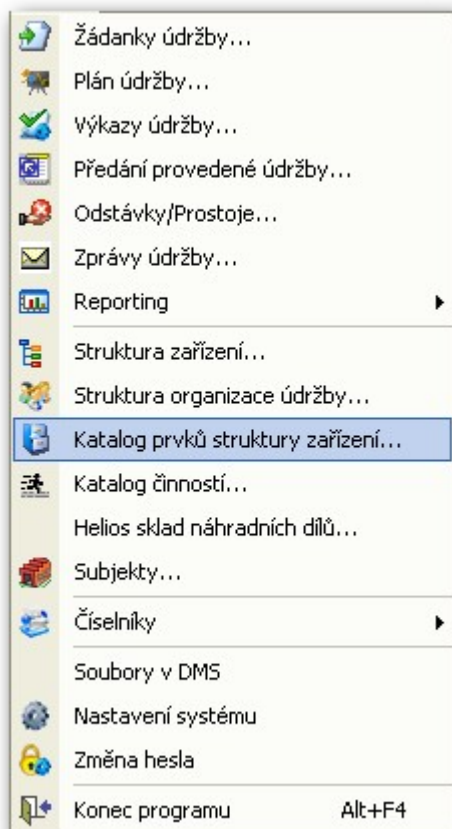 Žádanky údržby...
Plán údržby...
Výkazy údržby...
Předání provedené údržby...
Odstávky/Prostoje...
Zprávy údržby...
Reporting
Struktura zařízení...
Struktura organizace údržby...
Katalog prvků struktury zařízení...
Katalog činností...
Helios sklad náhradních dílů...
Subjekty...
Číselníky
Soubory v DMS
Nastavení systému
Změna hesla
Konec programu Alt+F4